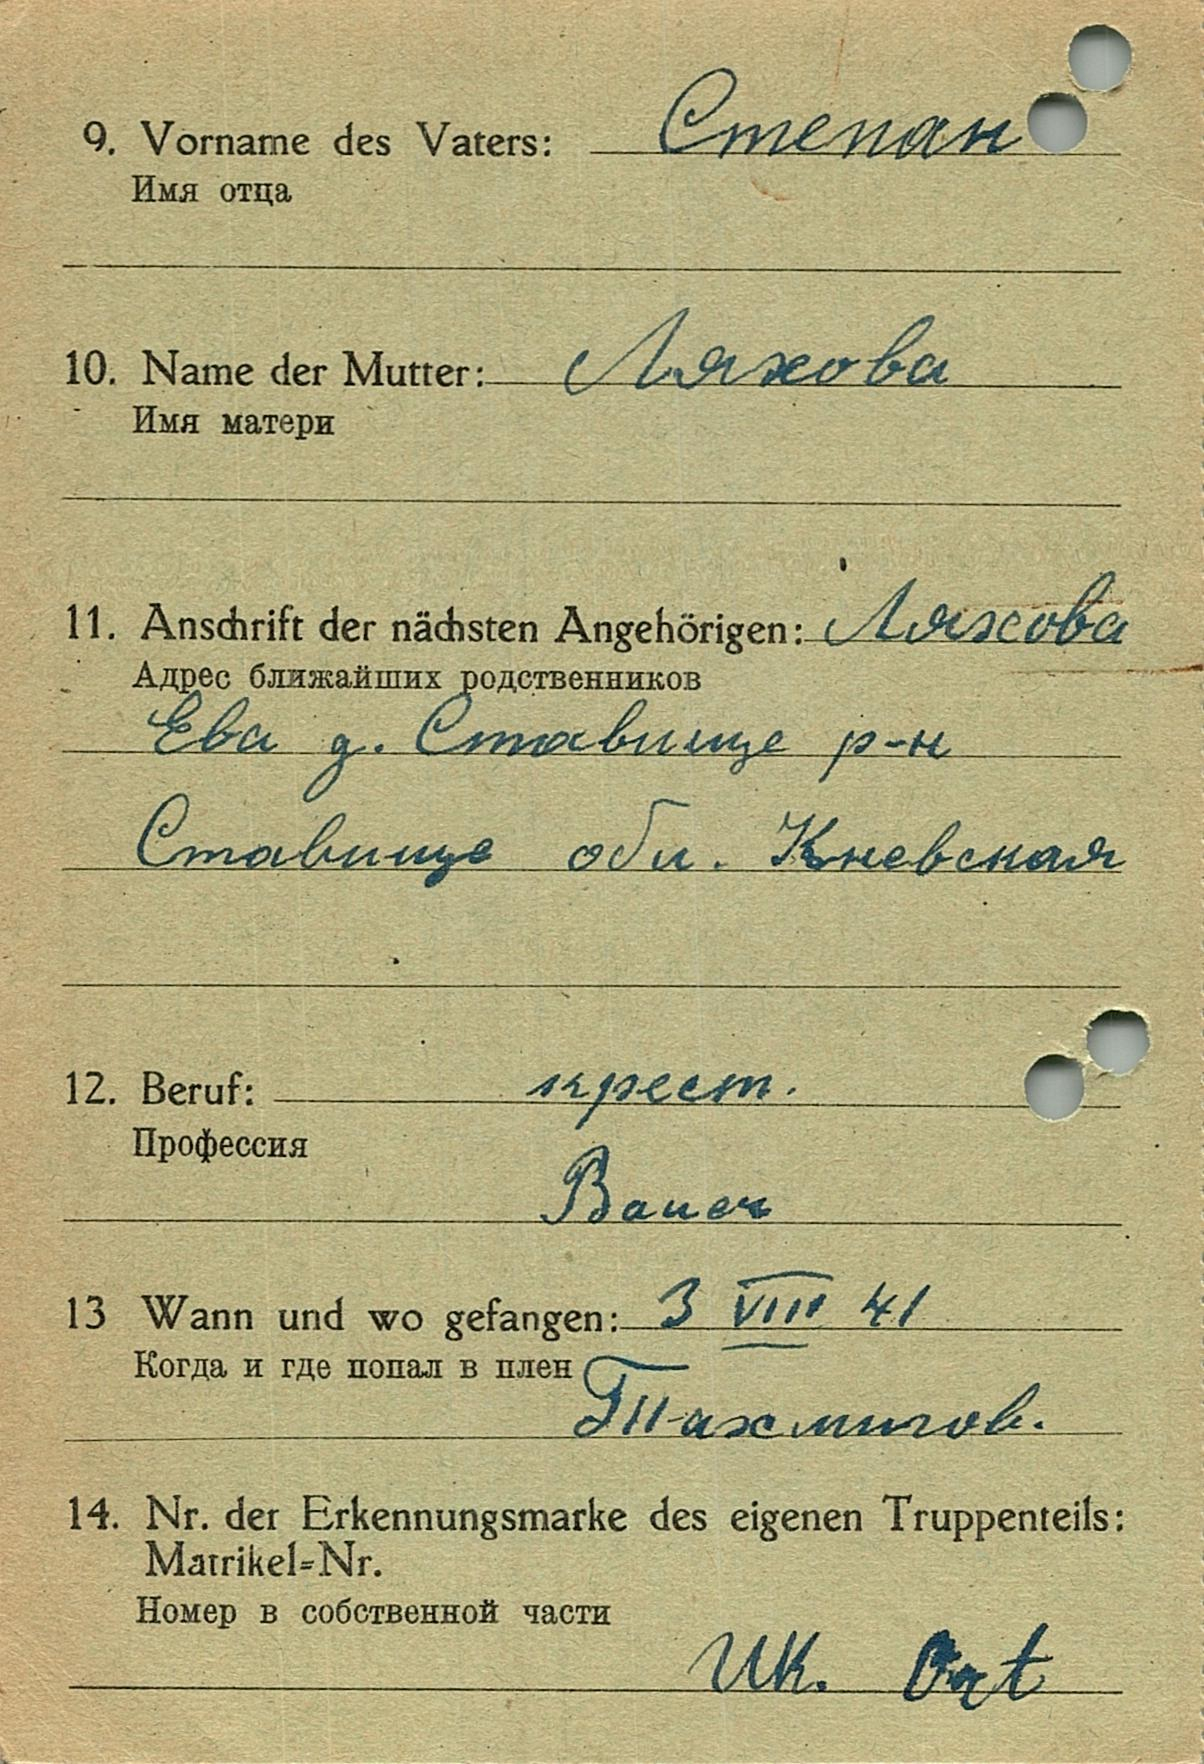 9. Vorname des Vaters: Степан
Имя отца
10. Name der Mutter: Ляхова
Имя матери
11. Anschrift der nächsten Angehörigen: Ляхова
Адрес ближайших родственников
Ева д. Ставище р-н
Ставище обл. Киевская
12. Beruf: крест.
Профессия
Bauer
13 Wann und wo gefangen: 3 VIII 41
Когда и где попал в плен
14. Nr. der Erkennungsmarke des eigenen Truppenteils:
Matrikel-Nr.
Номер в собственной части
Uk.